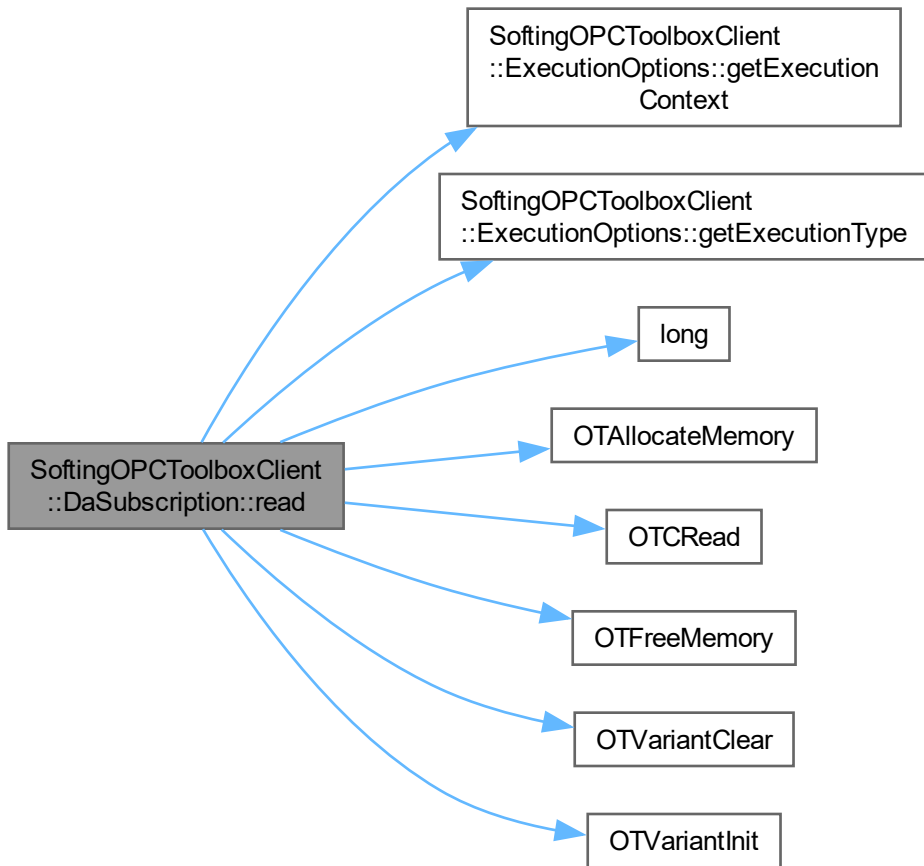 SoftingOPCToolboxClient
::ExecutionOptions::getExecution
Context
SoftingOPCToolboxClient
::ExecutionOptions::getExecutionType
long
OTAllocateMemory
SoftingOPCToolboxClient
::DaSubscription::read
OTCRead
OTFreeMemory
OTVariantClear
OTVariantInit